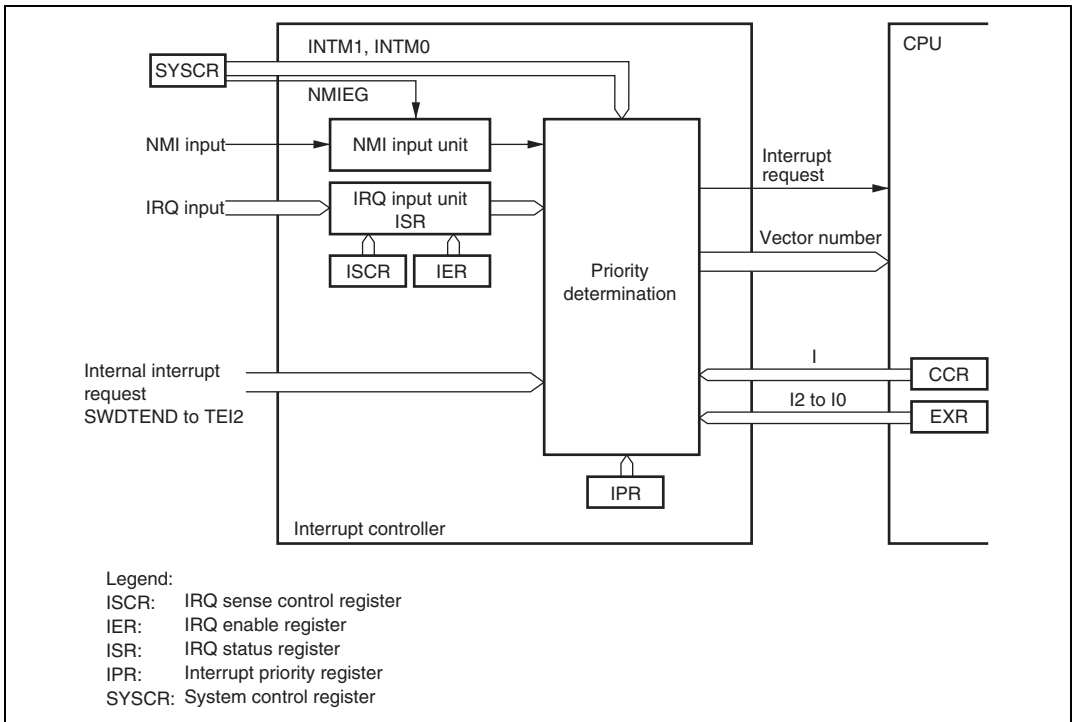 INTM1, INTM0
CPU
SYSCR
NMIEG
NMI input
NMI input unit
Interrupt
request
IRQ input
IRQ input unit
ISR
Vector number
ISCR
IER
Priority
determination
Internal interrupt
request
SWDTEND to TEI2
I
CCR
I2 to I0
EXR
IPR
Interrupt controller
Legend:
ISCR: IRQ sense control register
IER: IRQ enable register
ISR: IRQ status register
IPR: Interrupt priority register
SYSCR: System control register